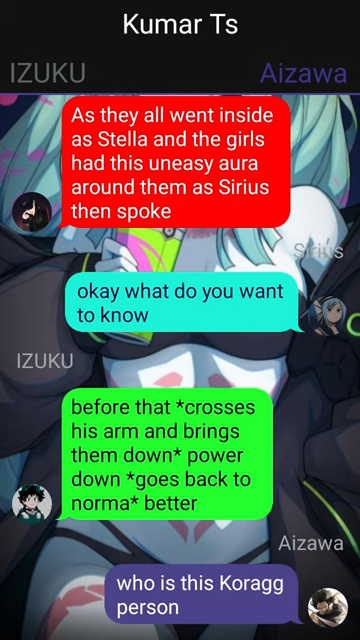 Kumar Ts
IZUKU
Aizawa
As they all went inside
as Stella and the girls
had this uneasy aura
around them as Sirius
then spoke
Sirius
okay what do you want
to know
IZUKU
before that *crosses
his arm and brings
them down* power
down *goes back to
norma* better
Aizawa
who is this Koragg
person